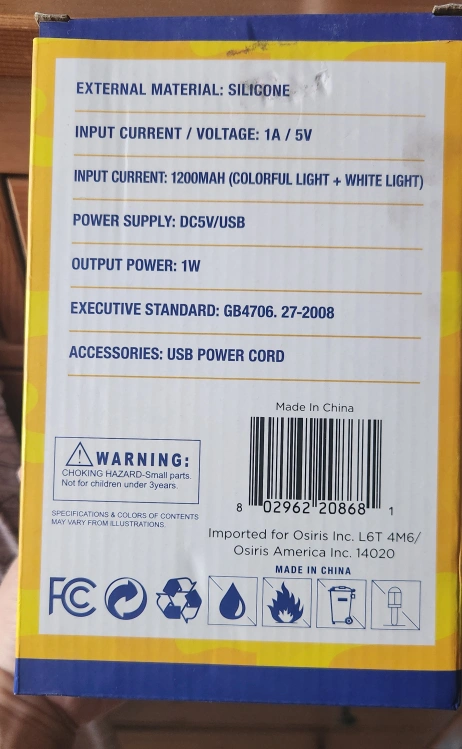 EXTERNAL MATERIAL: SILICONE
INPUT CURRENT / VOLTAGE: 1A / 5V
INPUT CURRENT: 1200MAH (COLORFUL LIGHT + WHITE LIGHT)
POWER SUPPLY: DC5V/USB
OUTPUT POWER: 1W
EXECUTIVE STANDARD: GB4706. 27-2008
ACCESSORIES: USB POWER CORD
Made In China
8 02962 20868 1
WARNING:
CHOKING HAZARD-Small parts.
Not for children under 3years.
SPECIFICATIONS & COLORS OF CONTENTS
MAY VARY FROM ILLUSTRATIONS.
Imported for Osiris Inc. L6T 4M6/
Osiris America Inc. 14020
MADE IN CHINA
FC